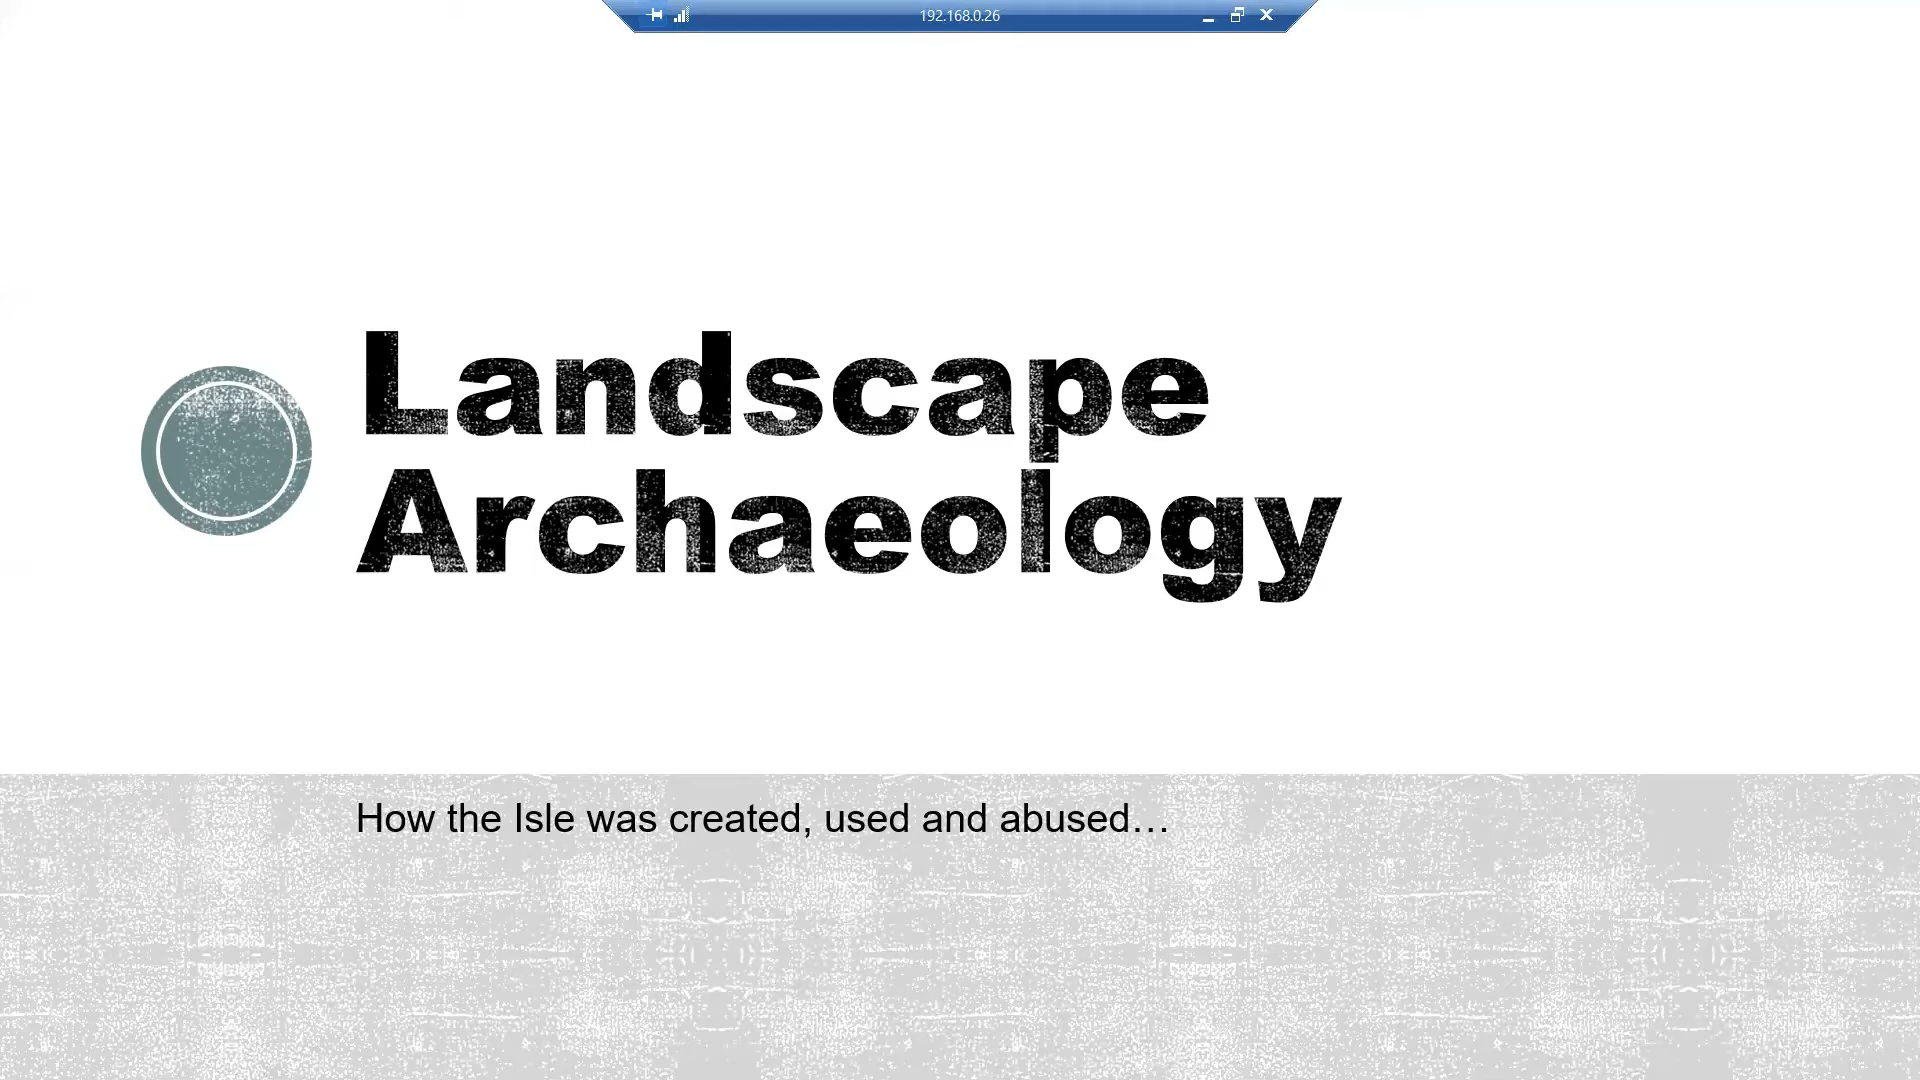 192.168.0.26
Landscape
Archaeology
How the Isle was created, used and abused…